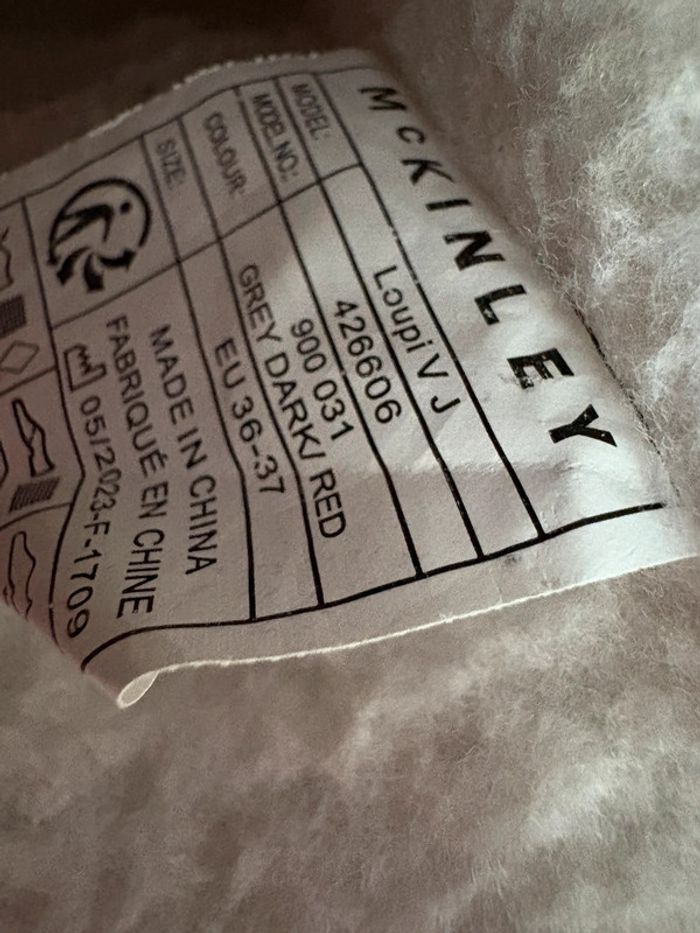 McKINLEY
MODEL: Loupi V J
MODEL NO.: 426606
COLOUR: 900 031
GREY DARK/ RED
SIZE: EU 36-37
MADE IN CHINA
FABRIQUÉ EN CHINE
05/2023-F-1709